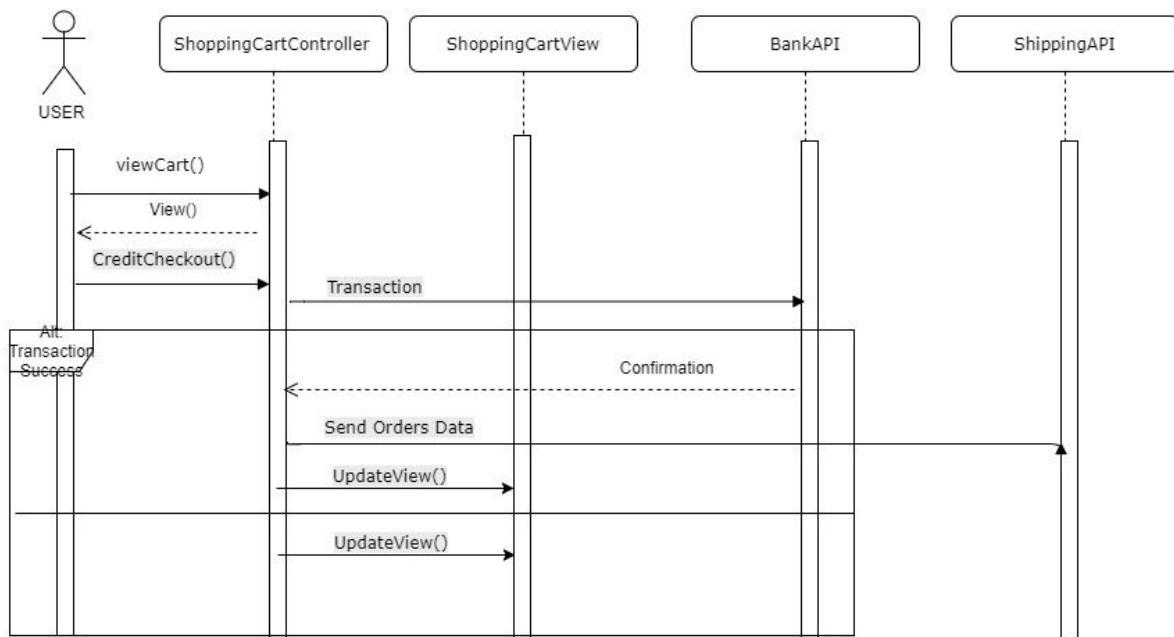 ShoppingCartController
ShoppingCartView
BankAPI
ShippingAPI
USER
viewCart()
View()
CreditCheckout()
Transaction
Alt:
Transaction
Success
Confirmation
Send Orders Data
UpdateView()
UpdateView()